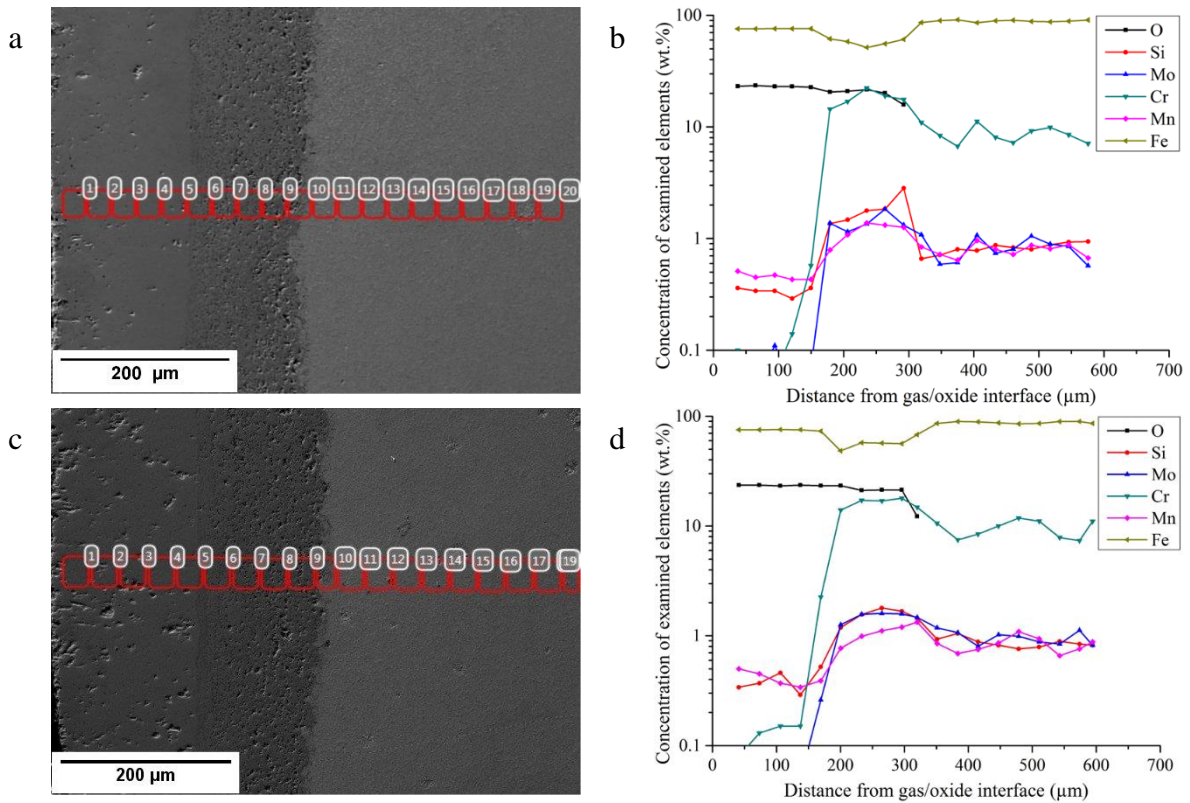 a
1 2 3 4 5 6 7 8 9 10 11 12 13 14 15 16 17 18 19 20
200 µm
b
Concentration of examined elements (wt.%)
100
10
1
0.1
O
Si
Mo
Cr
Mn
Fe
0 100 200 300 400 500 600 700
Distance from gas/oxide interface (µm)
c
1 2 3 4 5 6 7 8 9 10 11 12 13 14 15 16 17 19
200 µm
d
Concentration of examined elements (wt.%)
100
10
1
0.1
O
Si
Mo
Cr
Mn
Fe
0 100 200 300 400 500 600 700
Distance from gas/oxide interface (µm)